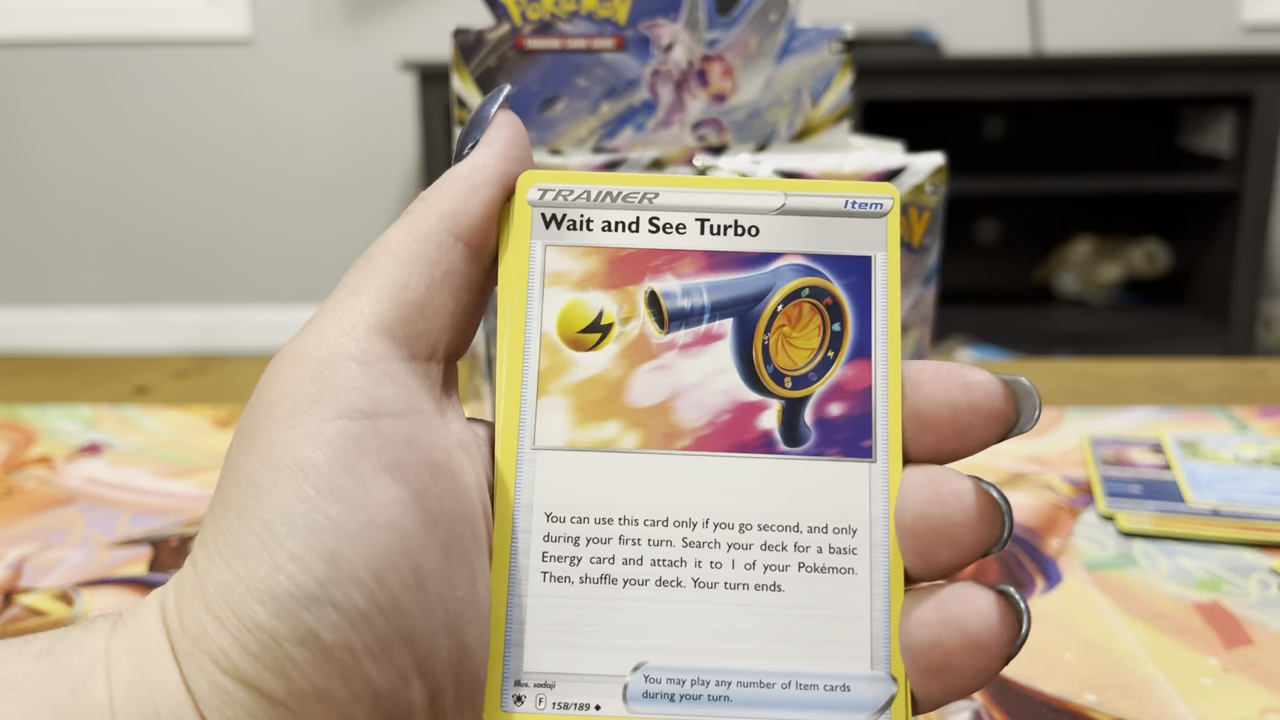 Pokémon
TRAINER
Item
Wait and See Turbo
You can use this card only if you go second, and only
during your first turn. Search your deck for a basic
Energy card and attach it to 1 of your Pokémon.
Then, shuffle your deck. Your turn ends.
Illus. sadaji
F
158/189
You may play any number of Item cards
during your turn.